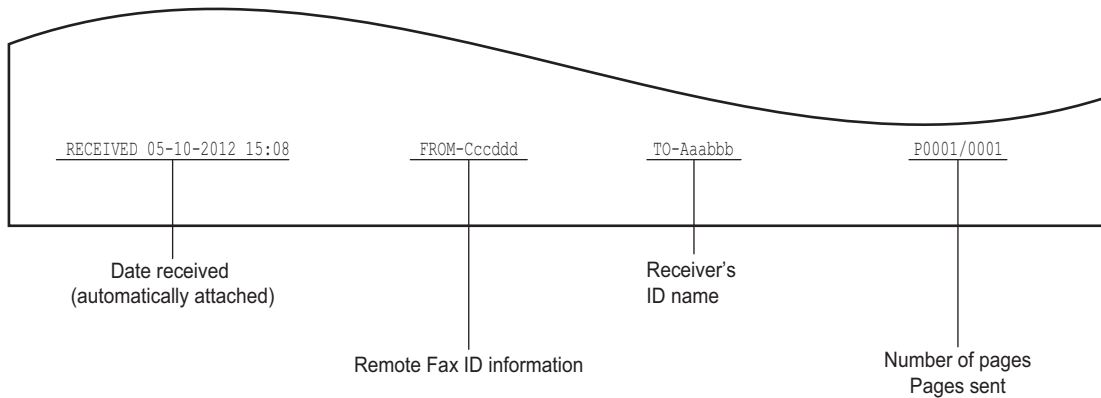 RECEIVED 05-10-2012 15:08 FROM-Cccddd TO-Aaabbb P0001/0001
Date received
(automatically attached)
Receiver's
ID name
Remote Fax ID information
Number of pages
Pages sent